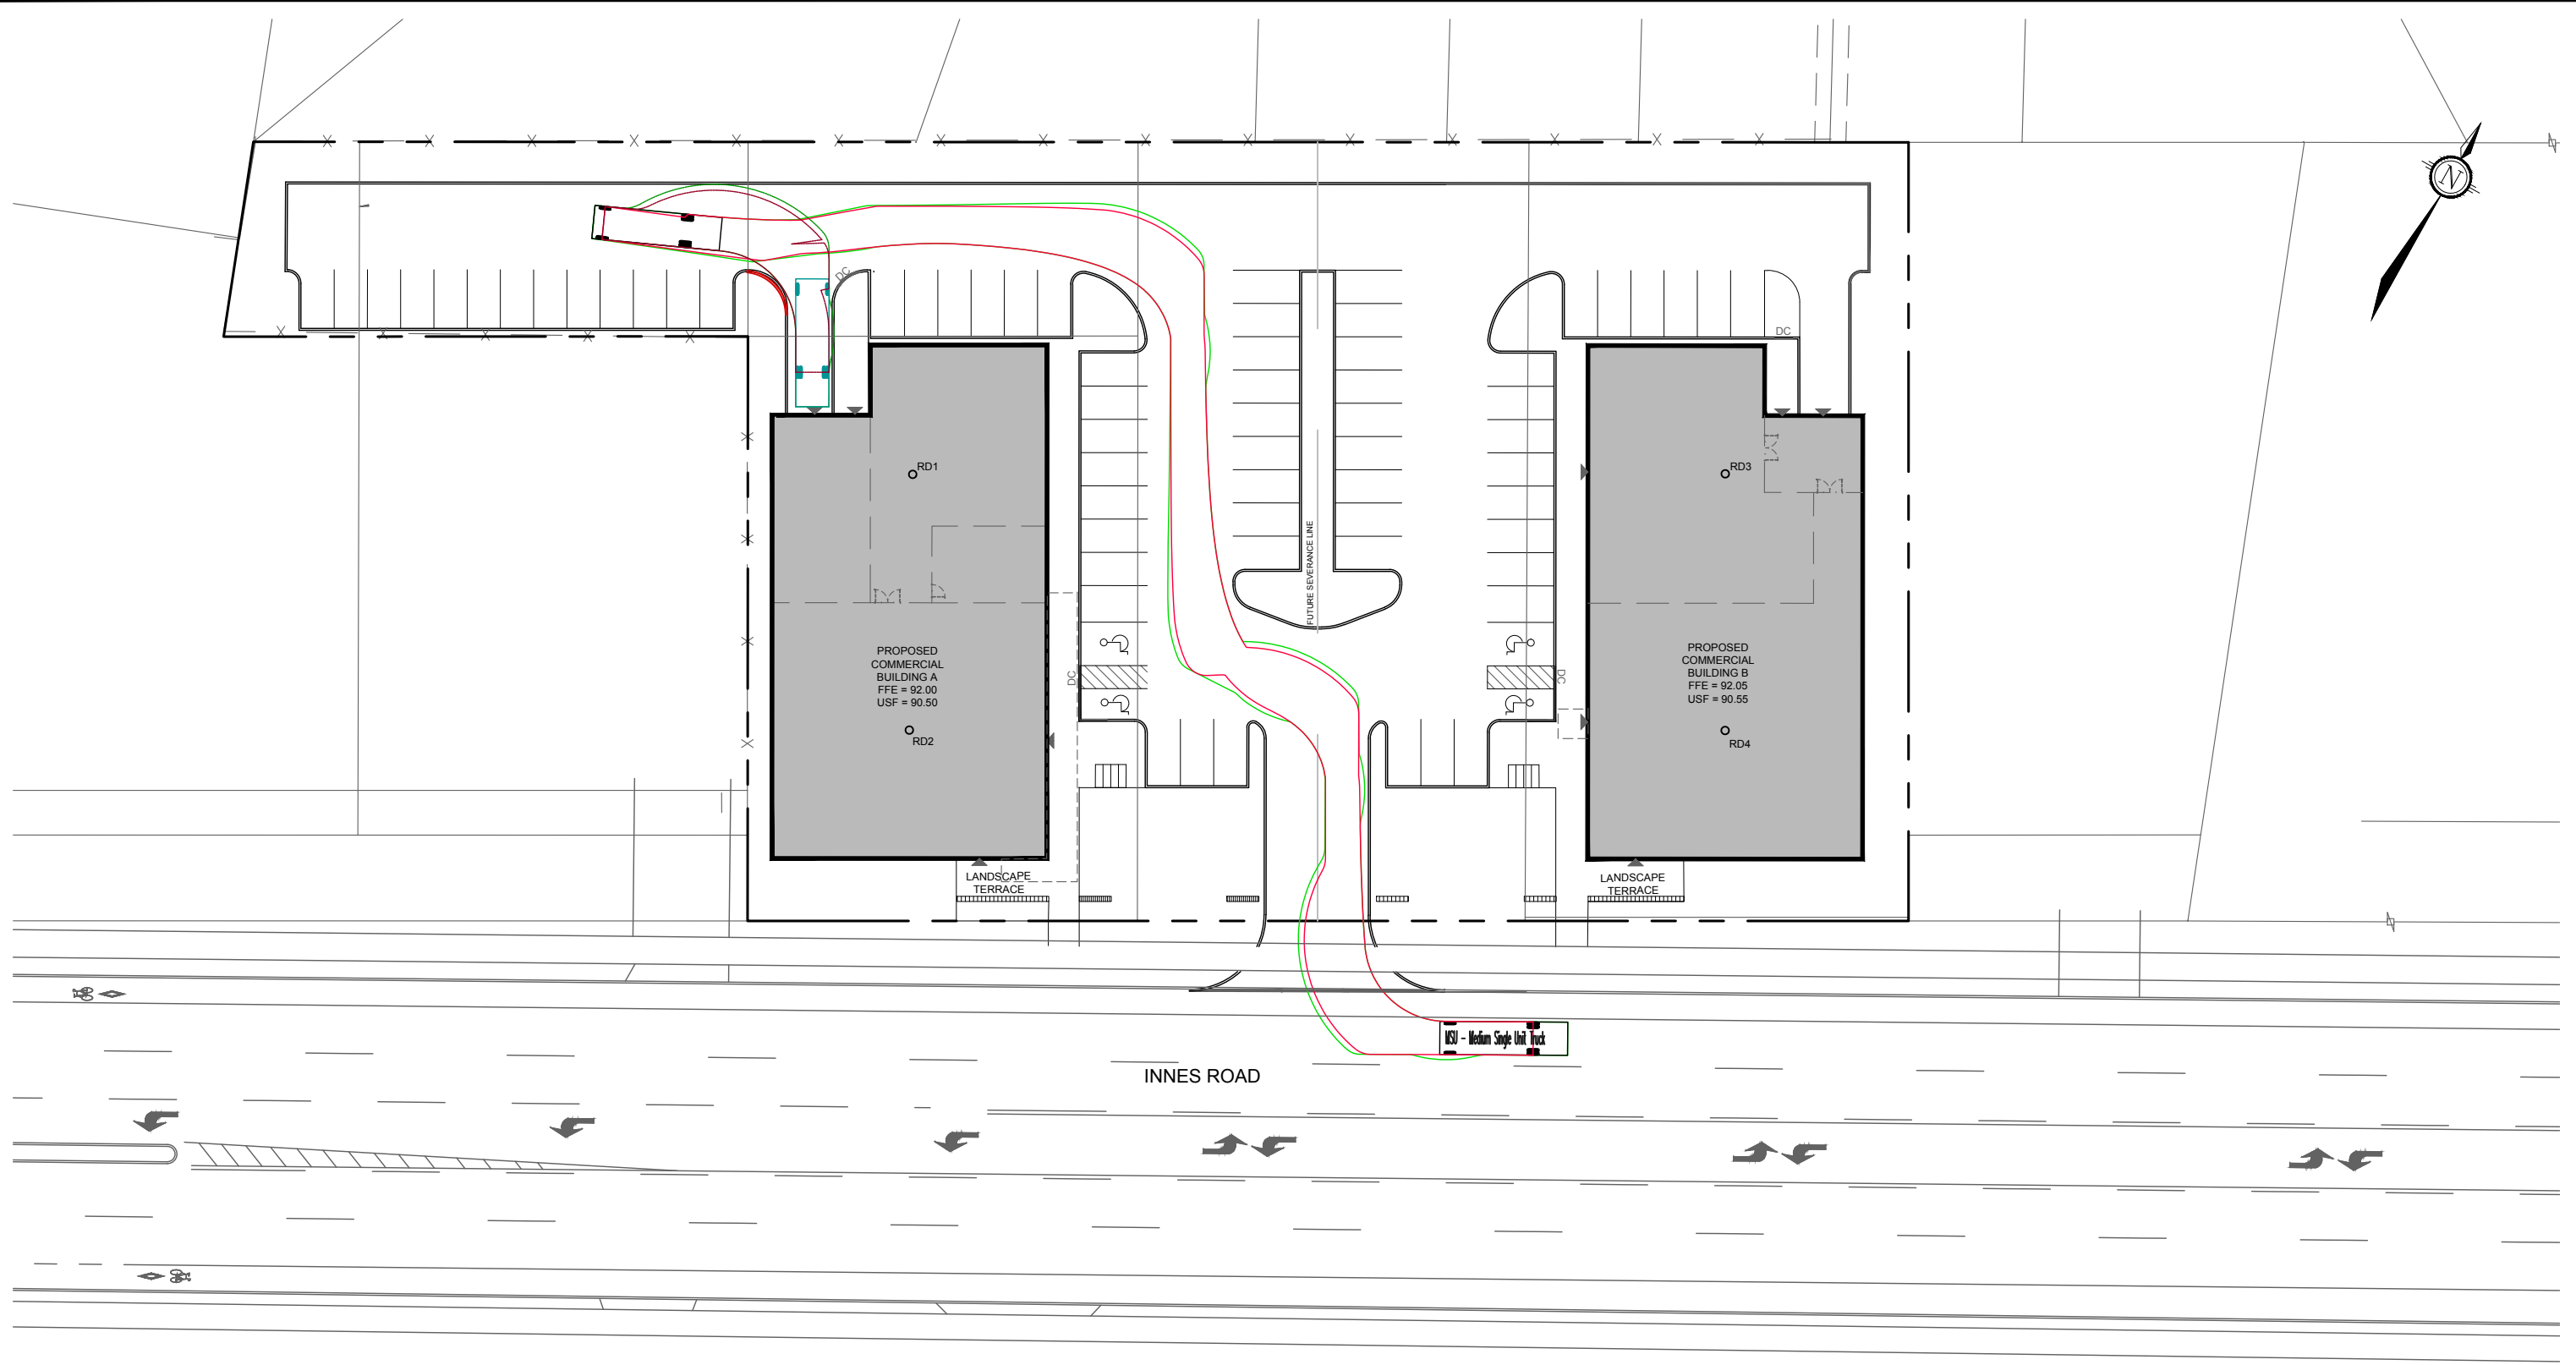 N
DC
RD1
RD3
DC
FUTURE SEVERANCE LINE
PROPOSED
COMMERCIAL
BUILDING A
FFE = 92.00
USF = 90.50
DC
RD2
DC
PROPOSED
COMMERCIAL
BUILDING B
FFE = 92.05
USF = 90.55
RD4
LANDSCAPE
TERRACE
LANDSCAPE
TERRACE
MSU - Medium Single Unit Truck
INNES ROAD